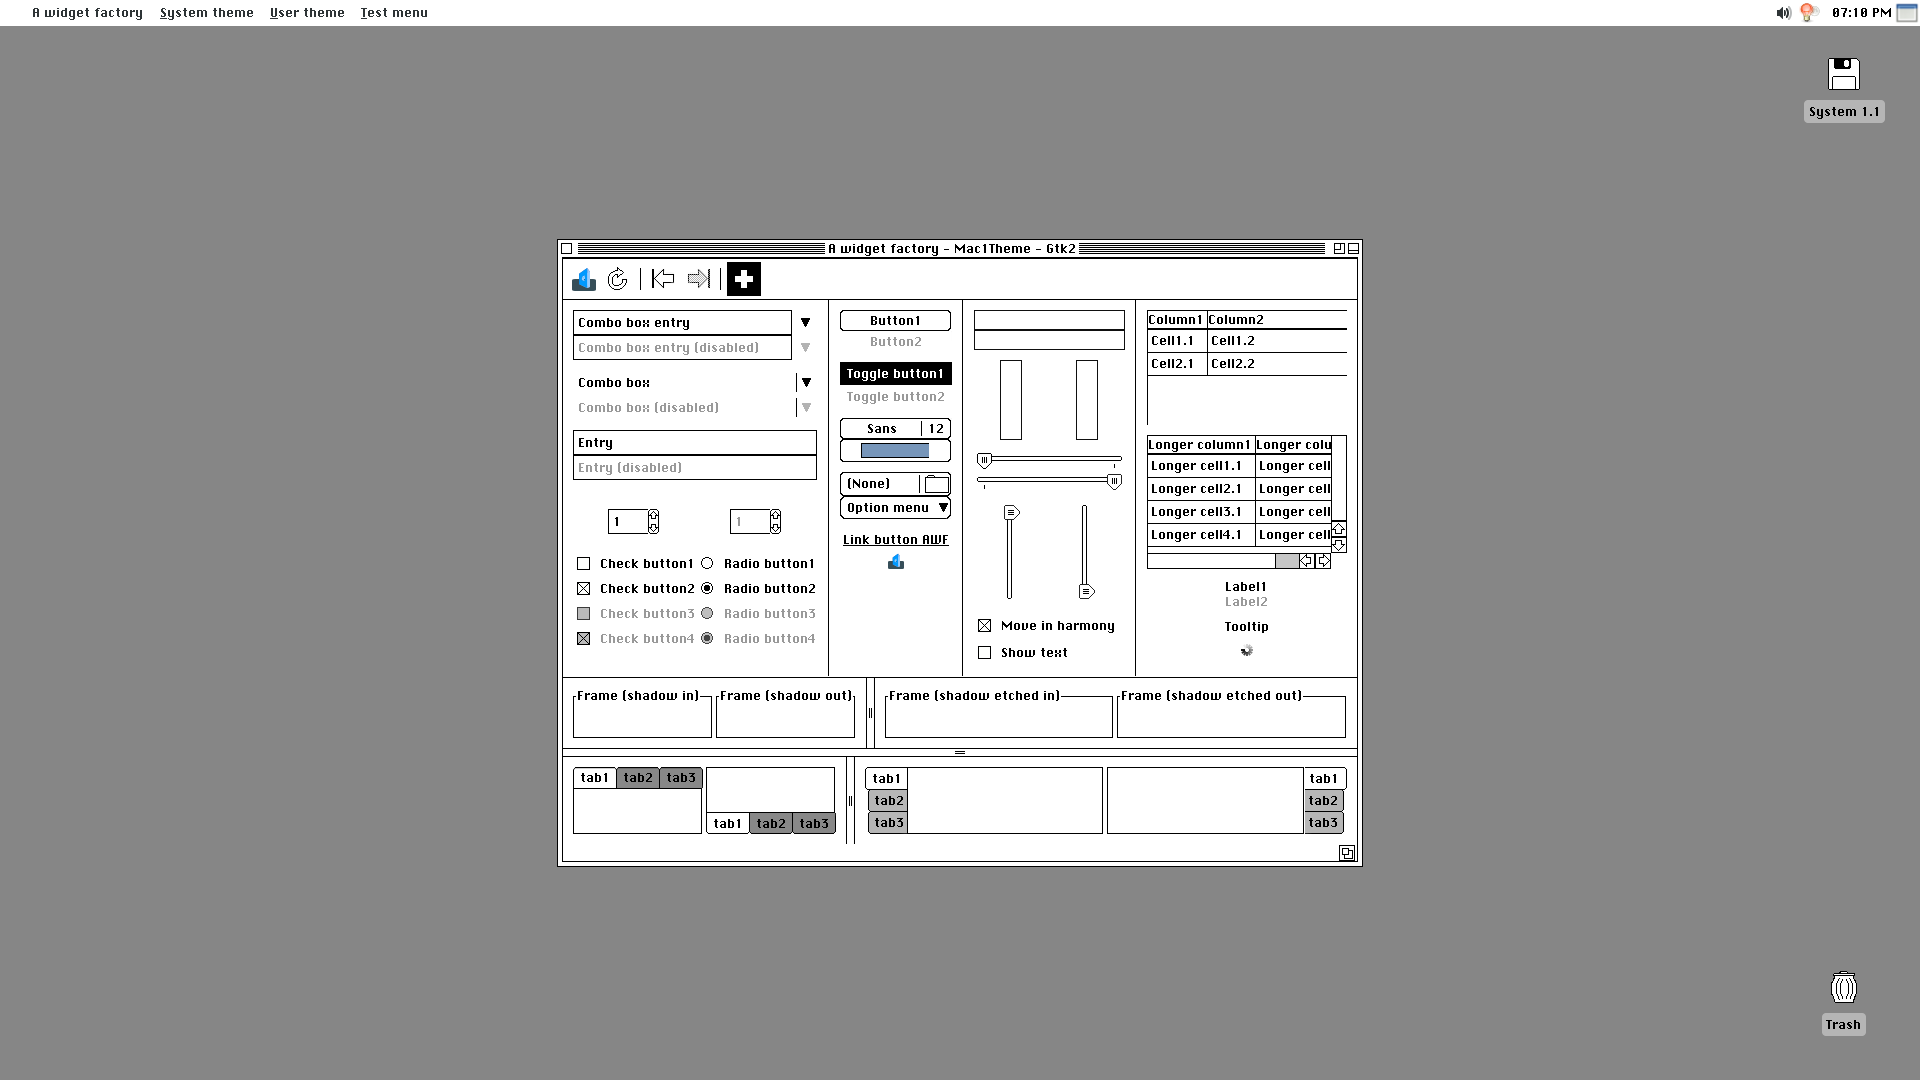 A widget factory System theme User theme Test menu 07:10 PM
System 1.1
A widget factory - Mac1Theme - Gtk2
Combo box entry
Combo box entry (disabled)
Combo box
Combo box (disabled)
Entry
Entry (disabled)
1 1
Check button1 Radio button1
Check button2 Radio button2
Check button3 Radio button3
Check button4 Radio button4
Button1
Button2
Toggle button1
Toggle button2
Sans 12
(None)
Option menu
Link button AWF
Move in harmony
Show text
Column1 Column2
Cell1.1 Cell1.2
Cell2.1 Cell2.2
Longer column1 Longer colu
Longer cell1.1 Longer cell
Longer cell2.1 Longer cell
Longer cell3.1 Longer cell
Longer cell4.1 Longer cell
Label1
Label2
Tooltip
Frame (shadow in) Frame (shadow out) Frame (shadow etched in) Frame (shadow etched out)
tab1 tab2 tab3
tab1 tab2 tab3
tab1
tab2
tab3
tab1
tab2
tab3
Trash